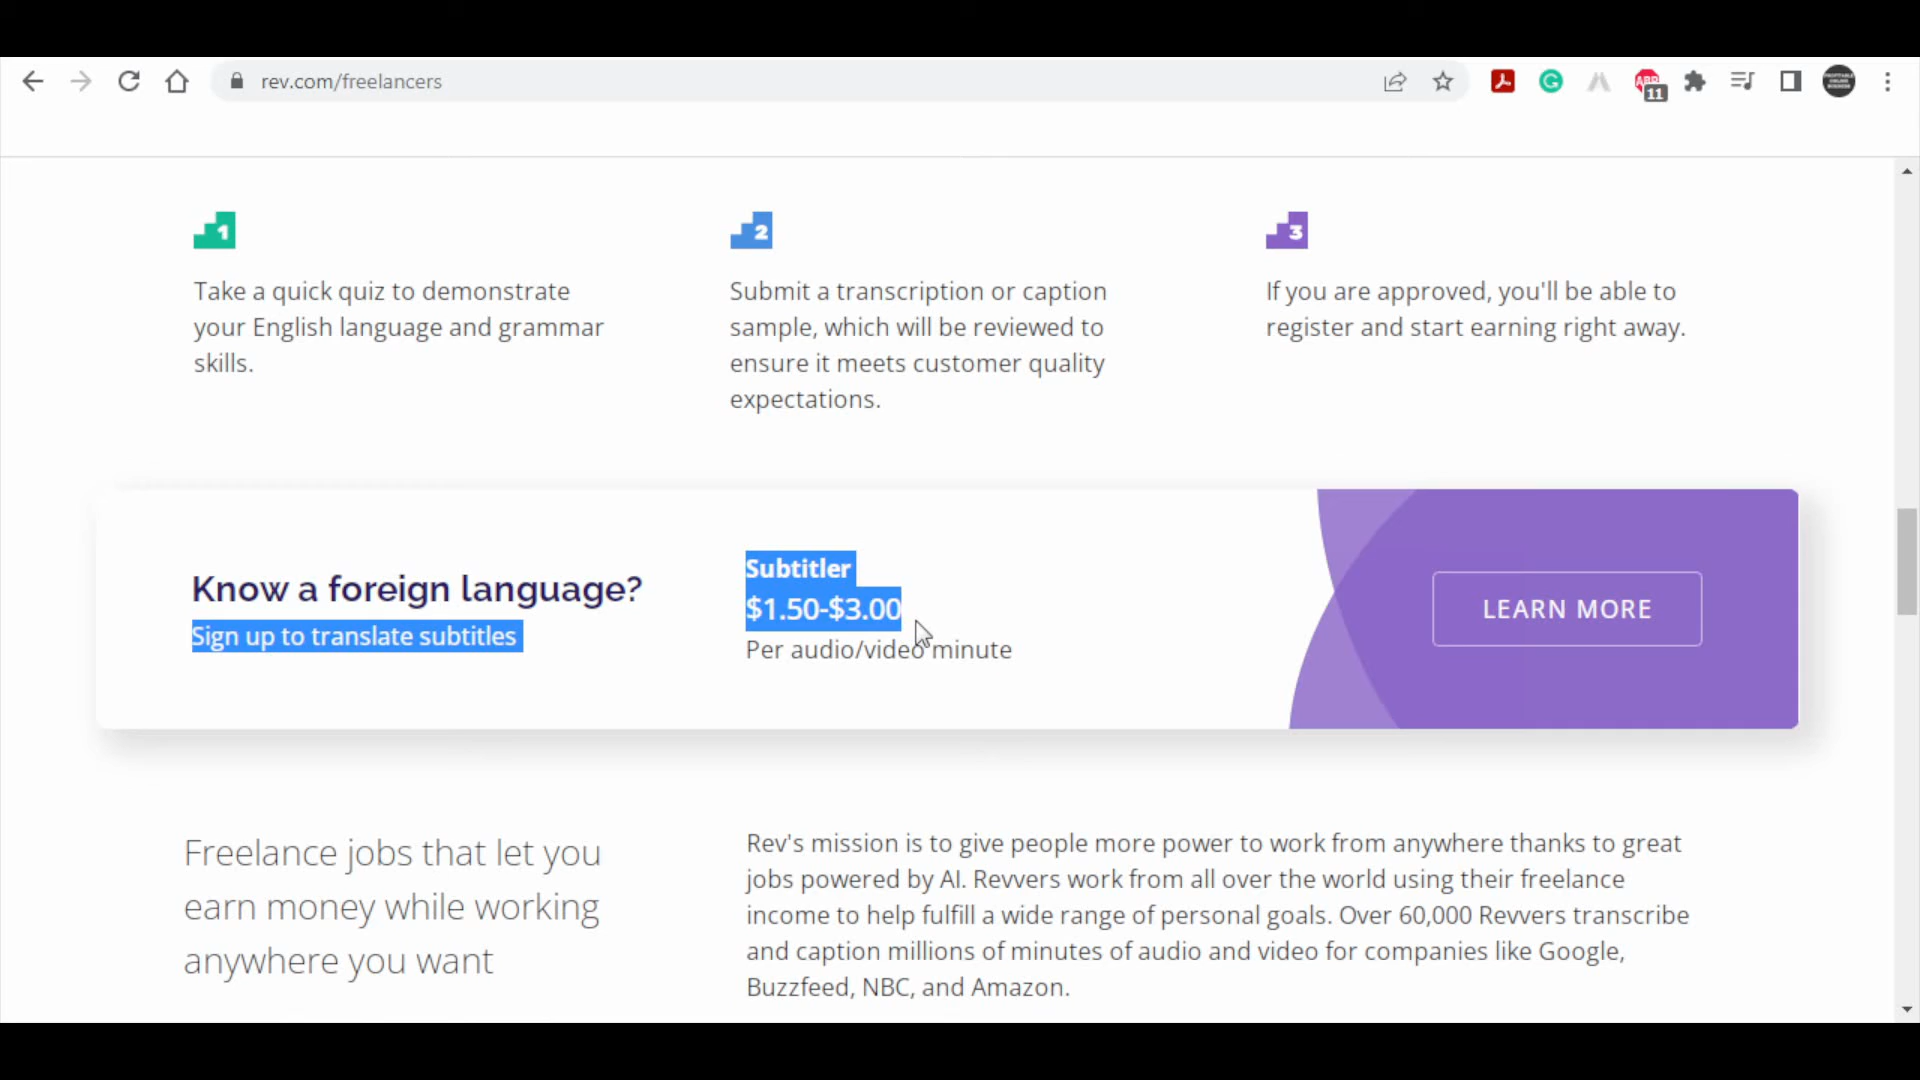 rev.com/freelancers
11
1
Take a quick quiz to demonstrate
your English language and grammar
skills.
2
Submit a transcription or caption
sample, which will be reviewed to
ensure it meets customer quality
expectations.
3
If you are approved, you'll be able to
register and start earning right away.
Know a foreign language?
Sign up to translate subtitles
Subtitler
$1.50-$3.00
Per audio/video minute
LEARN MORE
Freelance jobs that let you
earn money while working
anywhere you want
Rev's mission is to give people more power to work from anywhere thanks to great
jobs powered by AI. Revvers work from all over the world using their freelance
income to help fulfill a wide range of personal goals. Over 60,000 Revvers transcribe
and caption millions of minutes of audio and video for companies like Google,
Buzzfeed, NBC, and Amazon.